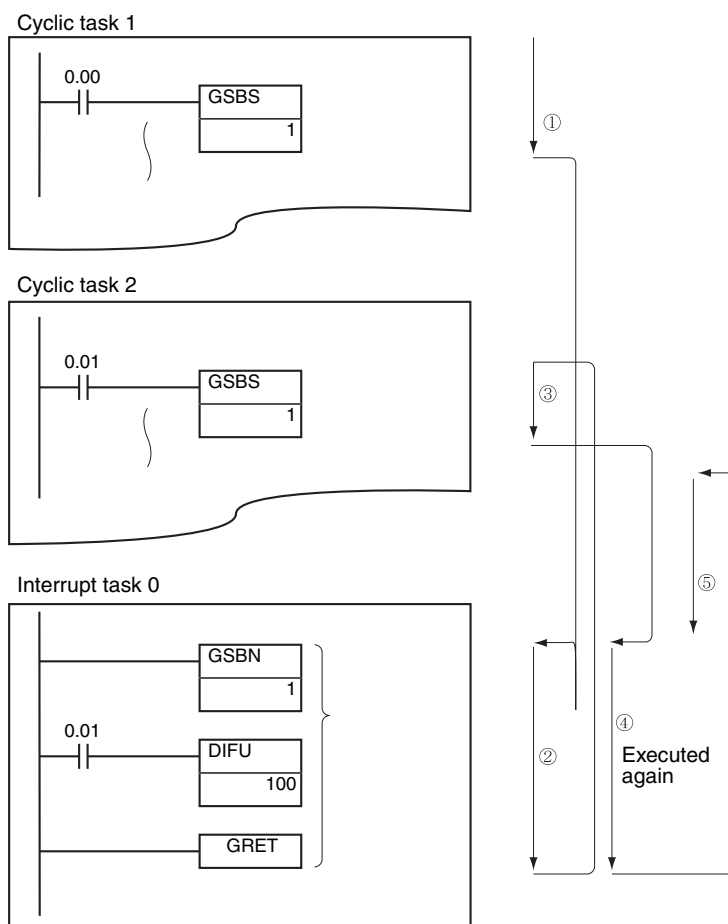 Cyclic task 1
0.00
GSBS
1
①
Cyclic task 2
0.01
GSBS
1
③
⑤
Interrupt task 0
GSBN
1
④
0.01
DIFU
100
②
Executed
again
GRET